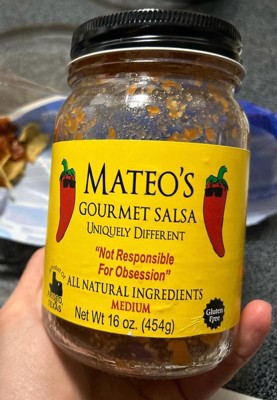 MATEO'S
GOURMET SALSA
UNIQUELY DIFFERENT
"Not Responsible
For Obsession"
ALL NATURAL INGREDIENTS
MEDIUM
Net Wt 16 oz. (454g)
Gluten
Free
TEXAS